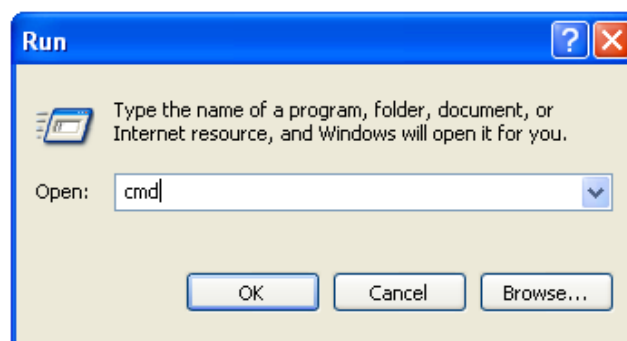 Run
Type the name of a program, folder, document, or
Internet resource, and Windows will open it for you.
Open: cmd
OK Cancel Browse...